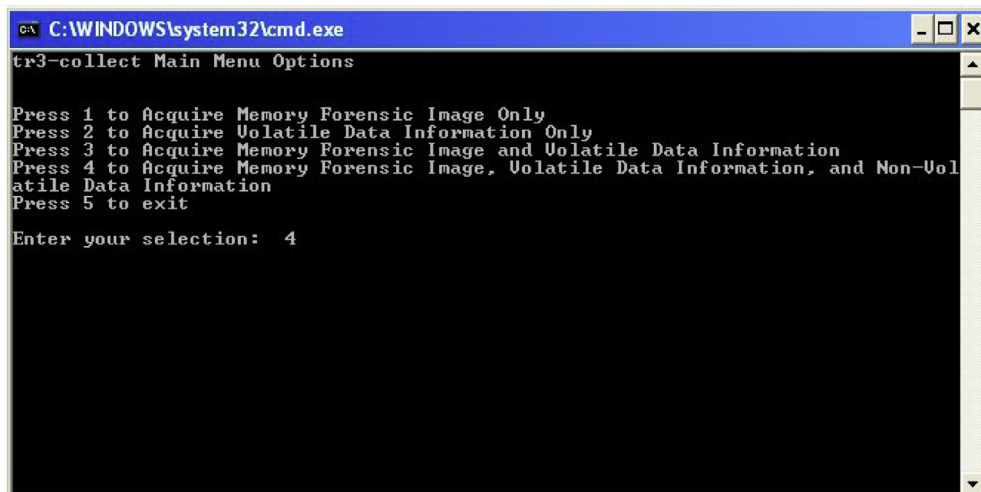 C:\WINDOWS\system32\cmd.exe
tr3-collect Main Menu Options
Press 1 to Acquire Memory Forensic Image Only
Press 2 to Acquire Volatile Data Information Only
Press 3 to Acquire Memory Forensic Image and Volatile Data Information
Press 4 to Acquire Memory Forensic Image, Volatile Data Information, and Non-Vol
atile Data Information
Press 5 to exit
Enter your selection:  4